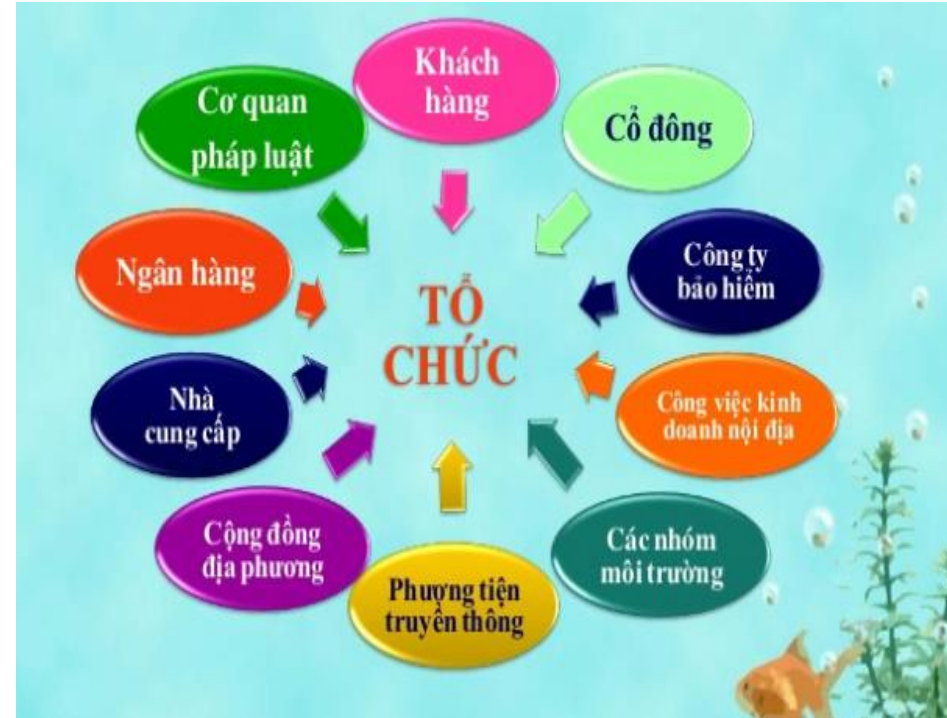 Khách
hàng
Cơ quan
pháp luật
Cổ đông
Ngân hàng
Công ty
bảo hiểm
TỔ
CHỨC
Nhà
cung cấp
Công việc kinh
doanh nội địa
Cộng đồng
địa phương
Các nhóm
môi trường
Phượng tiện
truyền thông